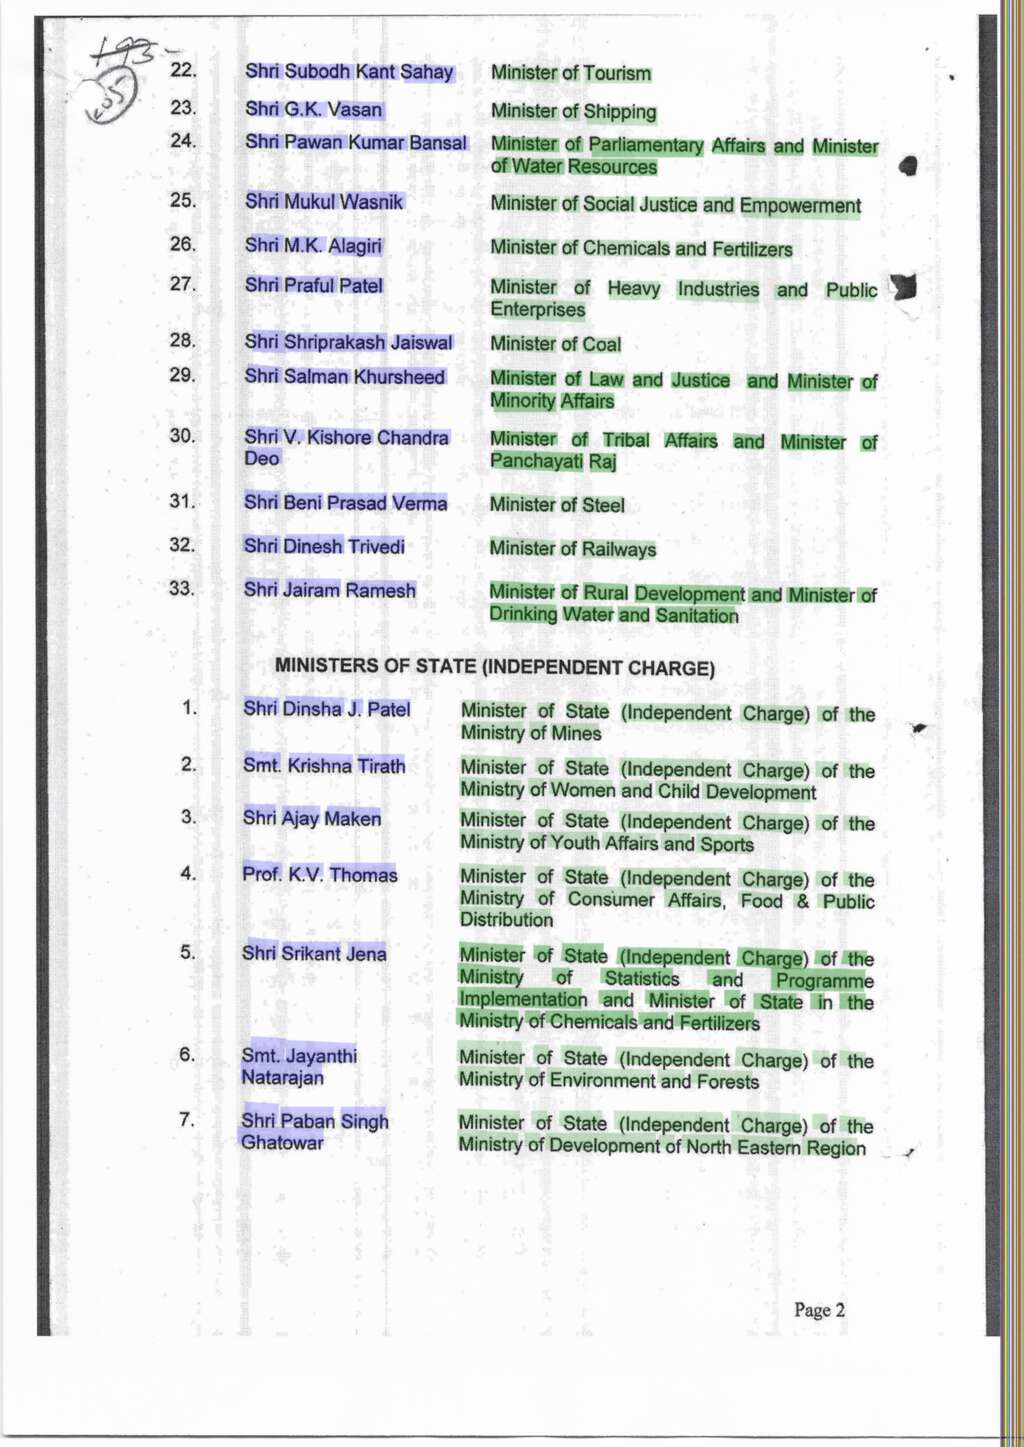 193
205
22. Shri Subodh Kant Sahay Minister of Tourism
23. Shri G.K. Vasan Minister of Shipping
24. Shri Pawan Kumar Bansal Minister of Parliamentary Affairs and Minister
of Water Resources
25. Shri Mukul Wasnik Minister of Social Justice and Empowerment
26. Shri M.K. Alagiri Minister of Chemicals and Fertilizers
27. Shri Praful Patel Minister of Heavy Industries and Public
Enterprises
28. Shri Shriprakash Jaiswal Minister of Coal
29. Shri Salman Khursheed Minister of Law and Justice and Minister of
Minority Affairs
30. Shri V. Kishore Chandra Minister of Tribal Affairs and Minister of
Deo Panchayati Raj
31. Shri Beni Prasad Verma Minister of Steel
32. Shri Dinesh Trivedi Minister of Railways
33. Shri Jairam Ramesh Minister of Rural Development and Minister of
Drinking Water and Sanitation
MINISTERS OF STATE (INDEPENDENT CHARGE)
1. Shri Dinsha J. Patel Minister of State (Independent Charge) of the
Ministry of Mines
2. Smt. Krishna Tirath Minister of State (Independent Charge) of the
Ministry of Women and Child Development
3. Shri Ajay Maken Minister of State (Independent Charge) of the
Ministry of Youth Affairs and Sports
4. Prof. K.V. Thomas Minister of State (Independent Charge) of the
Ministry of Consumer Affairs, Food & Public
Distribution
5. Shri Srikant Jena Minister of State (Independent Charge) of the
Ministry of Statistics and Programme
Implementation and Minister of State in the
Ministry of Chemicals and Fertilizers
6. Smt. Jayanthi Minister of State (Independent Charge) of the
Natarajan Ministry of Environment and Forests
7. Shri Paban Singh Minister of State (Independent Charge) of the
Ghatowar Ministry of Development of North Eastern Region
Page 2